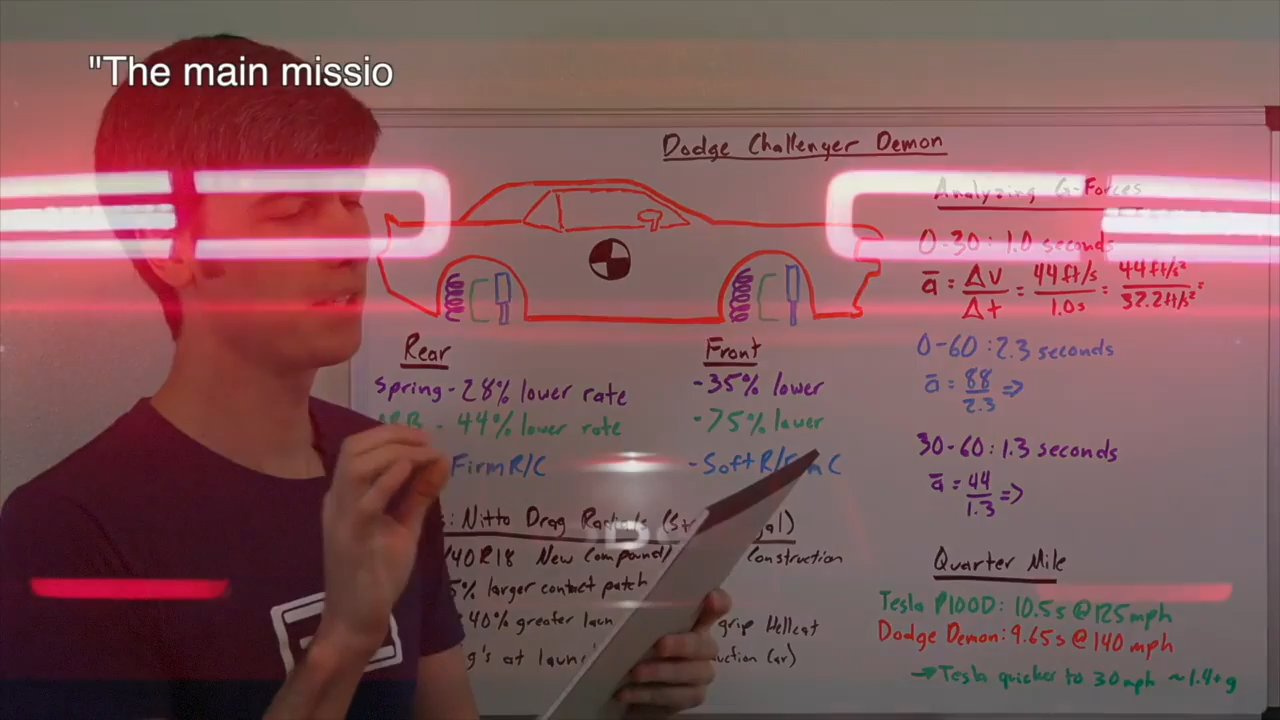 "The main missio
Dodge Challenger Demon
Analyzing G-Forces
0-30: 1.0 seconds
ā = Δv/Δt = 44 ft/s/1.0s = 44 ft/s²/32.2 ft/s² =
0-60: 2.3 seconds
ā = 88/2.3 =>
30-60: 1.3 seconds
ā = 44/1.3 =>
Rear
Spring - 28% lower rate
- 44% lower rate
Firm R/C
Front
- 35% lower
- 75% lower
- Soft R/ C
: Nitto Drag Radials
/40R18 New Compound/ Construction
5% larger contact patch
40% greater grip Hellcat
g's at
Quarter Mile
Tesla P100D: 10.5s @ 125 mph
Dodge Demon: 9.65s @ 140 mph
→ Tesla quicker to 30 mph ~1.4+g